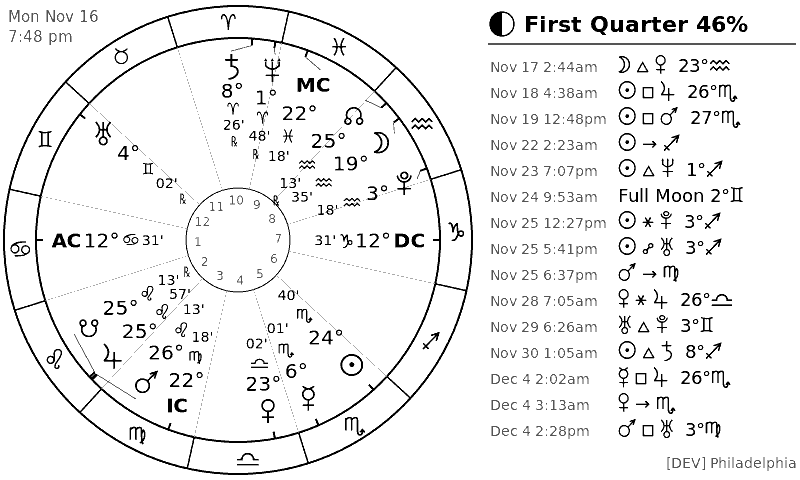 Mon Nov 16
7:48 pm
♄ 8° ♈ 26' ℞
♆ 1° ♈ 48' ℞
MC 22° ♓ 18'
☊ 25° ♒ 13' ℞
☽ 19° ♒ 35'
♇ 3° ♒ 18'
♅ 4° ♊ 02' ℞
AC 12° ♋ 31'
31' ♑ 12° DC
☋ 25° ♌ 13' ℞
♃ 25° ♌ 57'
♂ 26° ♌ 13'
IC 22° ♍ 18'
♀ 23° ♎ 02'
☿ 6° ♏ 01'
☉ 24° ♏ 40'
1 2 3 4 5 6 7 8 9 10 11 12
♈ ♓ ♒ ♑ ♐ ♏ ♎ ♍ ♌ ♋ ♊ ♉
First Quarter 46%
Nov 17 2:44am ☽ △ ♀ 23°♒
Nov 18 4:38am ☉ □ ♃ 26°♏
Nov 19 12:48pm ☉ □ ♂ 27°♏
Nov 22 2:23am ☉ → ♐
Nov 23 7:07pm ☉ △ ♆ 1°♐
Nov 24 9:53am Full Moon 2°♊
Nov 25 12:27pm ☉ ⚹ ♇ 3°♐
Nov 25 5:41pm ☉ ☍ ♅ 3°♐
Nov 25 6:37pm ♂ → ♍
Nov 28 7:05am ♀ ⚹ ♃ 26°♎
Nov 29 6:26am ♅ △ ♇ 3°♊
Nov 30 1:05am ☉ △ ♄ 8°♐
Dec 4 2:02am ☿ □ ♃ 26°♏
Dec 4 3:13am ♀ → ♏
Dec 4 2:28pm ♂ □ ♅ 3°♍
[DEV] Philadelphia